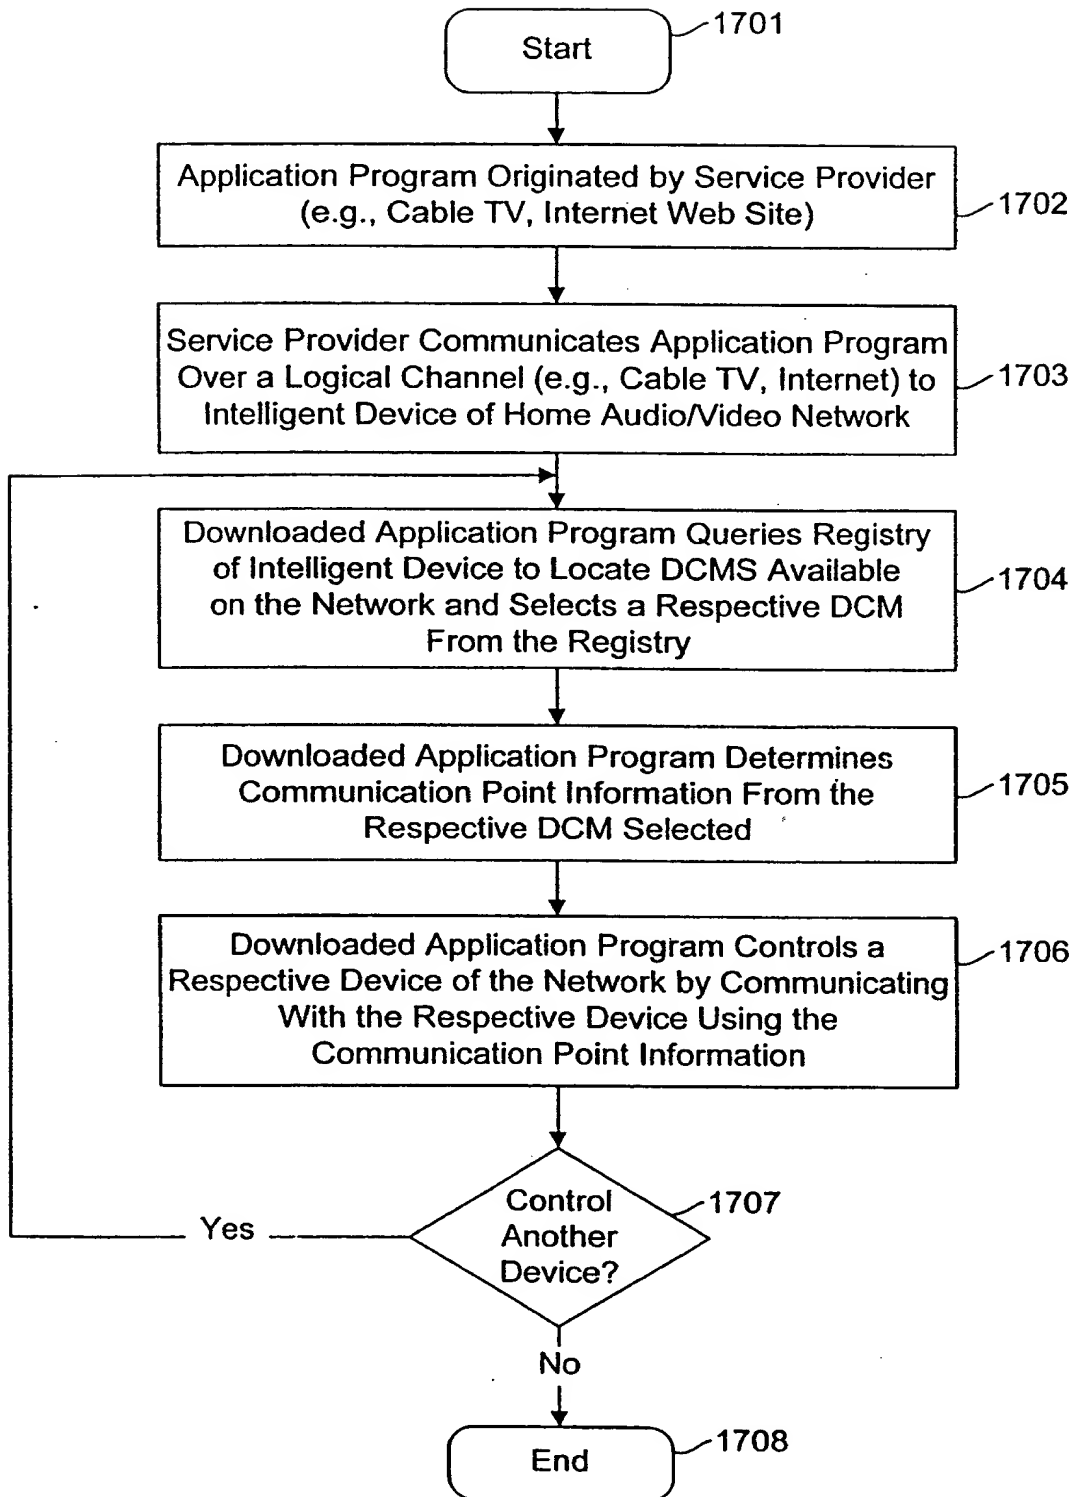 Start
1701
Application Program Originated by Service Provider
(e.g., Cable TV, Internet Web Site)
1702
Service Provider Communicates Application Program
Over a Logical Channel (e.g., Cable TV, Internet) to
Intelligent Device of Home Audio/Video Network
1703
Downloaded Application Program Queries Registry
of Intelligent Device to Locate DCMS Available
on the Network and Selects a Respective DCM
From the Registry
1704
Downloaded Application Program Determines
Communication Point Information From the
Respective DCM Selected
1705
Downloaded Application Program Controls a
Respective Device of the Network by Communicating
With the Respective Device Using the
Communication Point Information
1706
Control
Another
Device?
1707
Yes
No
End
1708